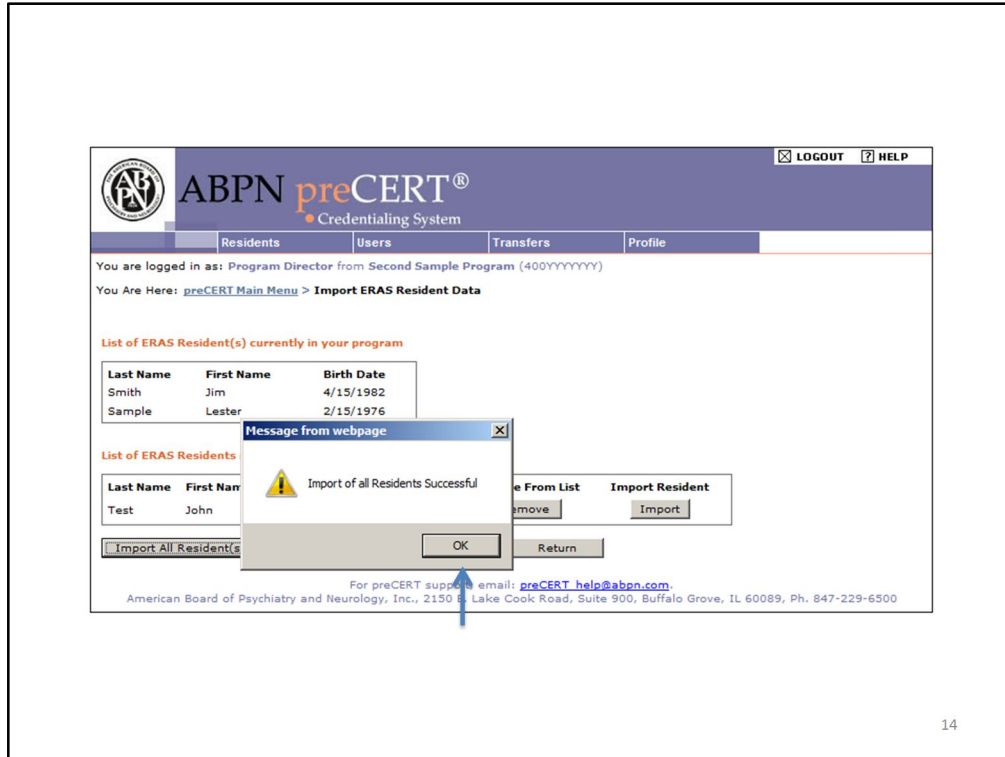 LOGOUT ? HELP
ABPN preCERT®
Credentialing System
Residents Users Transfers Profile
You are logged in as: Program Director from Second Sample Program (400YYYYYYY)
You Are Here: preCERT Main Menu > Import ERAS Resident Data
List of ERAS Resident(s) currently in your program
Last Name First Name Birth Date
Smith Jim 4/15/1982
Sample Lester 2/15/1976
Message from webpage
List of ERAS Residents
Import of all Residents Successful
Last Name First Nam e From List Import Resident
Test John emove Import
Import All Resident(s OK Return
For preCERT support email: preCERT_help@abpn.com.
American Board of Psychiatry and Neurology, Inc., 2150 E. Lake Cook Road, Suite 900, Buffalo Grove, IL 60089, Ph. 847-229-6500
14